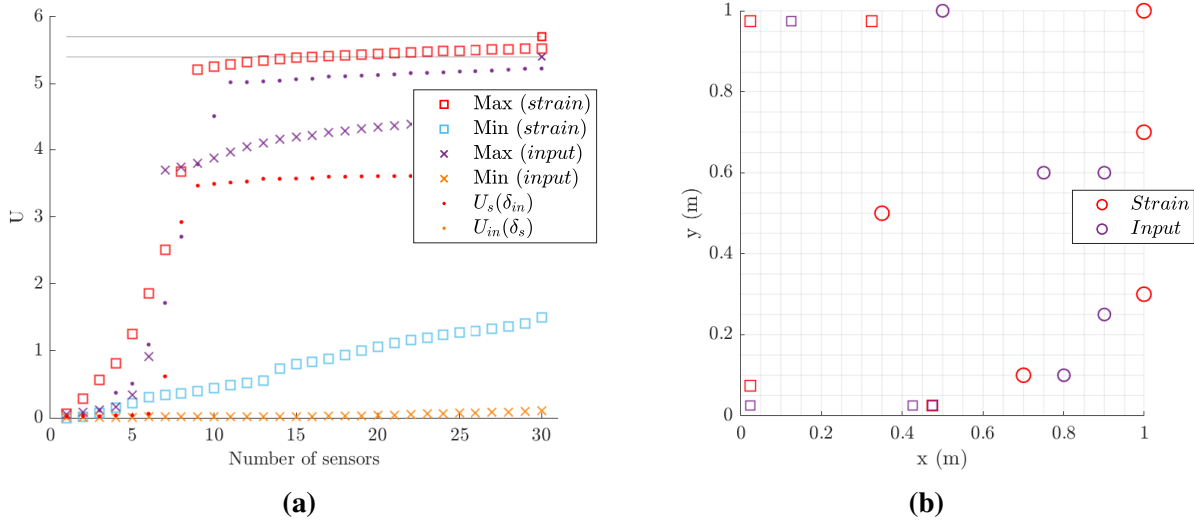 6
5
4
3
2
1
0
0
5
10
15
20
25
30
U
Number of sensors
Max (strain)
Min (strain)
Max (input)
Min (input)
U_s(δ_in)
U_in(δ_s)
(a)
1
0.8
0.6
0.4
0.2
0
0
0.2
0.4
0.6
0.8
1
y (m)
x (m)
Strain
Input
(b)